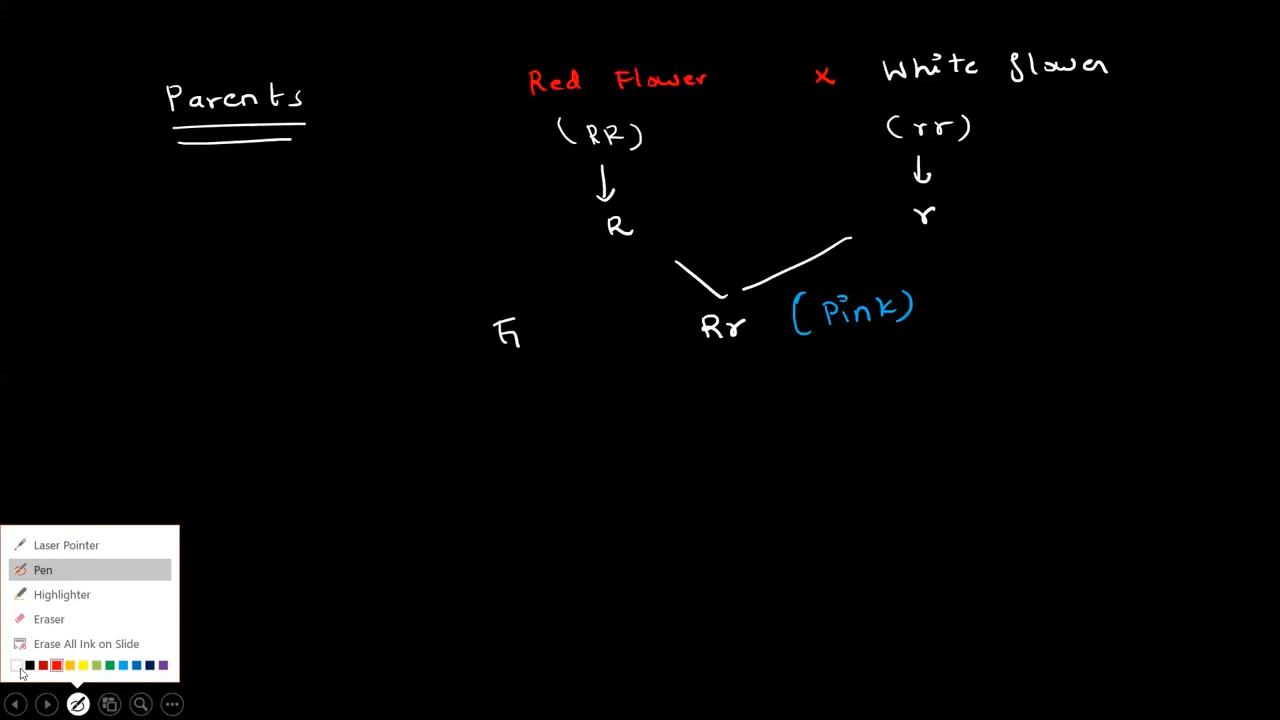 Parents
Red Flower x White flower
(RR) (rr)
↓ ↓
R r
F1 Rr (Pink)
Laser Pointer
Pen
Highlighter
Eraser
Erase All Ink on Slide